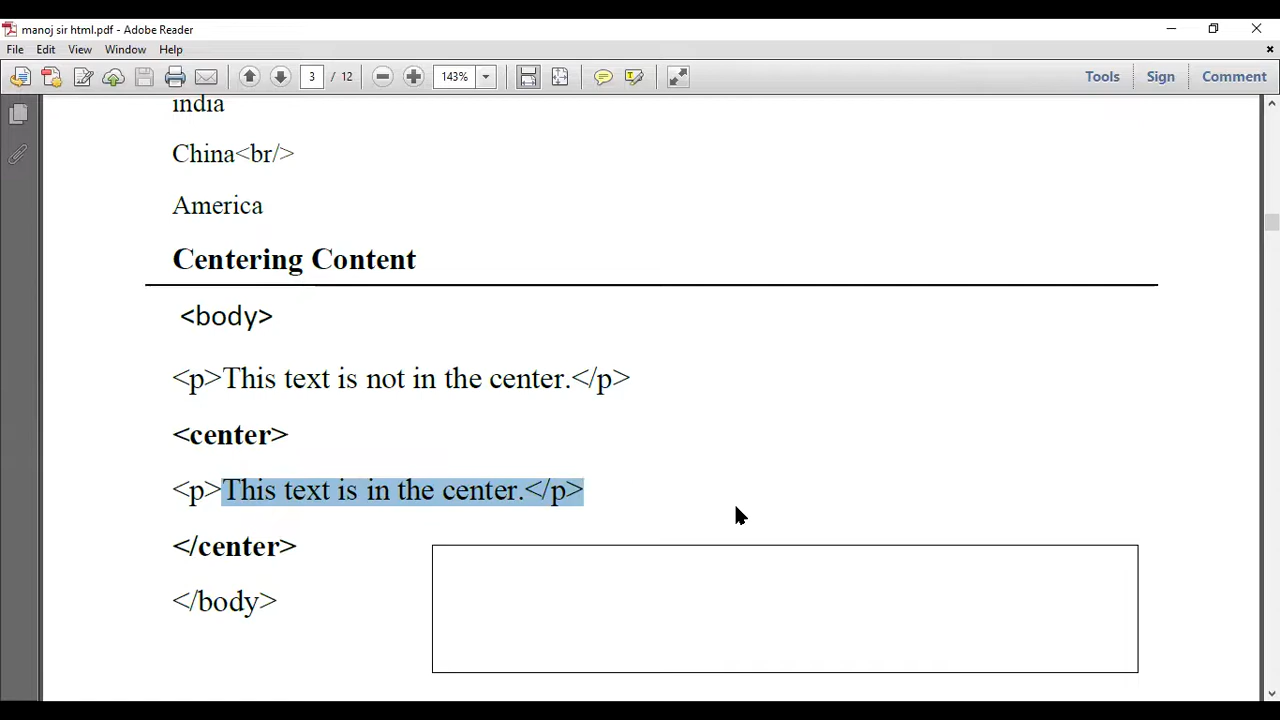 manoj sir html.pdf - Adobe Reader
File Edit View Window Help
3 / 12 143% Tools Sign Comment
india
China<br/>
America
Centering Content
<body>
<p>This text is not in the center.</p>
<center>
<p>This text is in the center.</p>
</center>
</body>